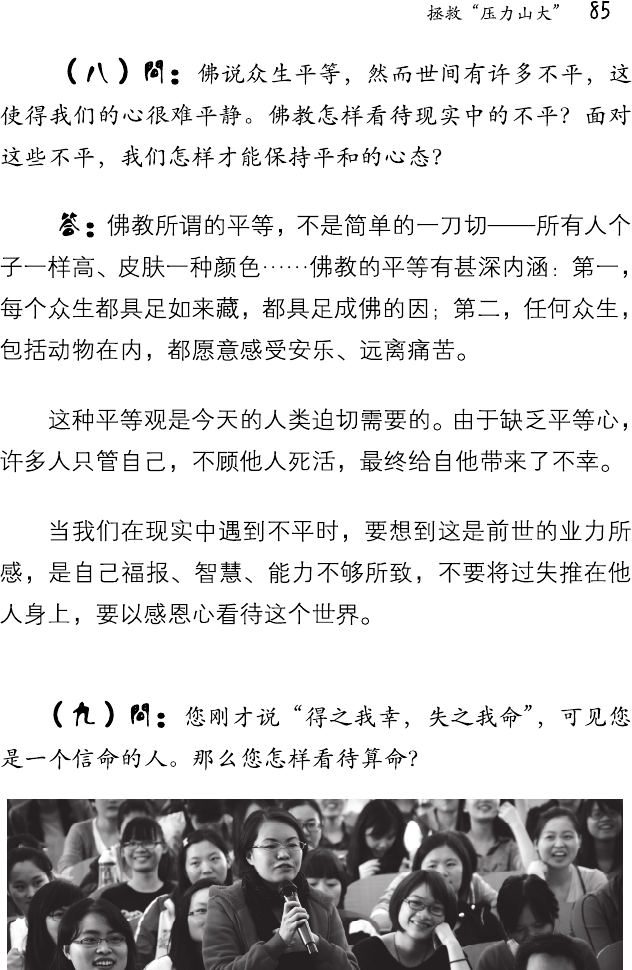 拯救“压力山大” 85
（八）问：佛说众生平等，然而世间有许多不平，这
使得我们的心很难平静。佛教怎样看待现实中的不平？面对
这些不平，我们怎样才能保持平和的心态？
答：佛教所谓的平等，不是简单的一刀切——所有人个
子一样高、皮肤一种颜色……佛教的平等有甚深内涵：第一，
每个众生都具足如来藏，都具足成佛的因；第二，任何众生，
包括动物在内，都愿意感受安乐、远离痛苦。
这种平等观是今天的人类迫切需要的。由于缺乏平等心，
许多人只管自己，不顾他人死活，最终给自他带来了不幸。
当我们在现实中遇到不平时，要想到这是前世的业力所
感，是自己福报、智慧、能力不够所致，不要将过失推在他
人身上，要以感恩心看待这个世界。
（九）问：您刚才说“得之我幸，失之我命”，可见您
是一个信命的人。那么您怎样看待算命？